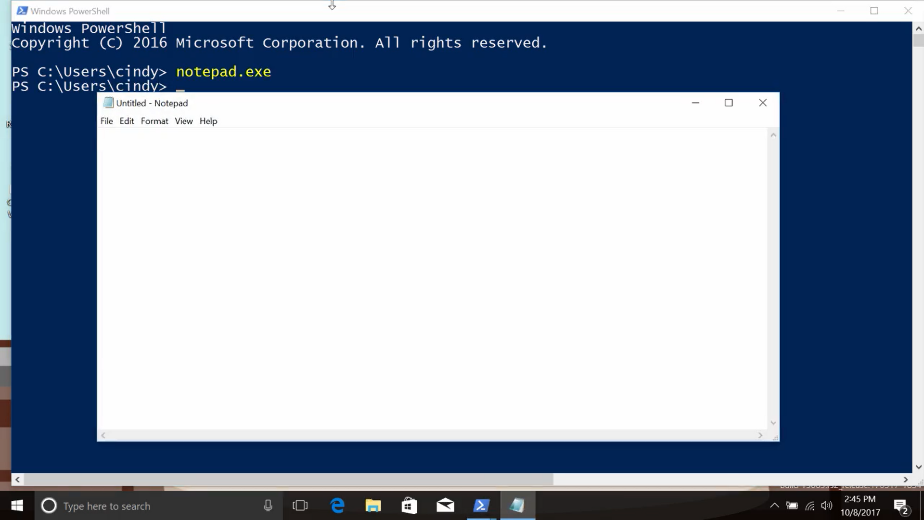 Windows PowerShell
Windows PowerShell
Copyright (C) 2016 Microsoft Corporation. All rights reserved.
PS C:\Users\cindy> notepad.exe
PS C:\Users\cindy> _
Untitled - Notepad
File Edit Format View Help
Type here to search
2:45 PM
10/8/2017
2